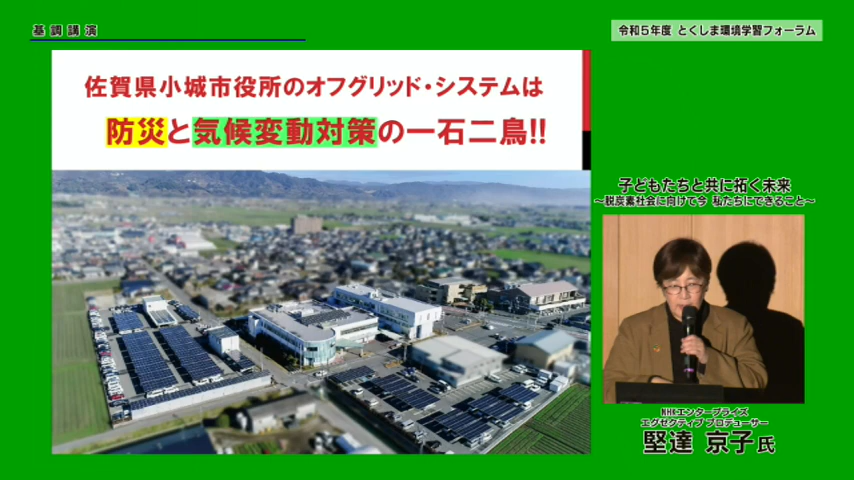 基調講演
令和5年度 とくしま環境学習フォーラム
佐賀県小城市役所のオフグリッド・システムは
防災と気候変動対策の一石二鳥!!
子どもたちと共に拓く未来
～脱炭素社会に向けて今 私たちにできること～
NHKエンタープライズ
エグゼクティブ プロデューサー
堅達 京子氏